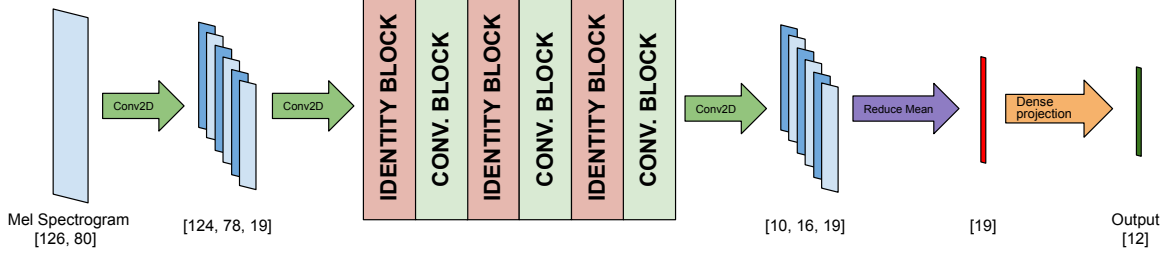 Mel Spectrogram
[126, 80]
Conv2D
[124, 78, 19]
Conv2D
IDENTITY BLOCK
CONV. BLOCK
IDENTITY BLOCK
CONV. BLOCK
IDENTITY BLOCK
CONV. BLOCK
Conv2D
[10, 16, 19]
Reduce Mean
[19]
Dense
projection
Output
[12]